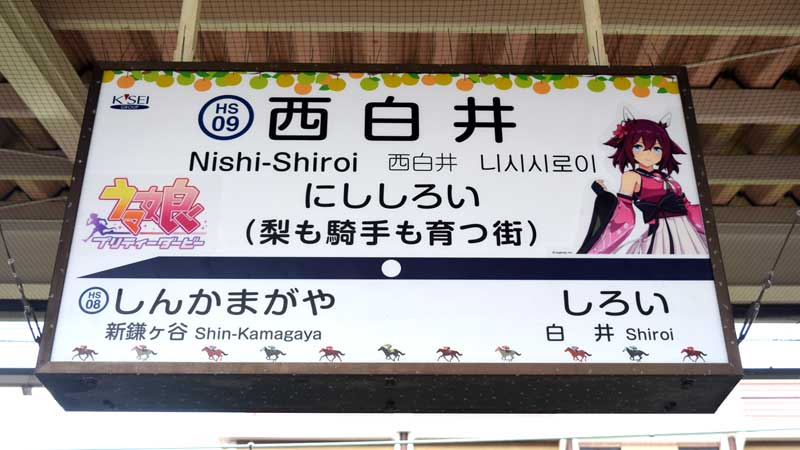 K'SEI
GROUP
HS
09
西白井
Nishi-Shiroi 西白井 니시시로이
にししろい
(梨も騎手も育つ街)
ウマ娘
プリティーダービー
HS
08
しんかまがや
新鎌ヶ谷 Shin-Kamagaya
しろい
白井 Shiroi